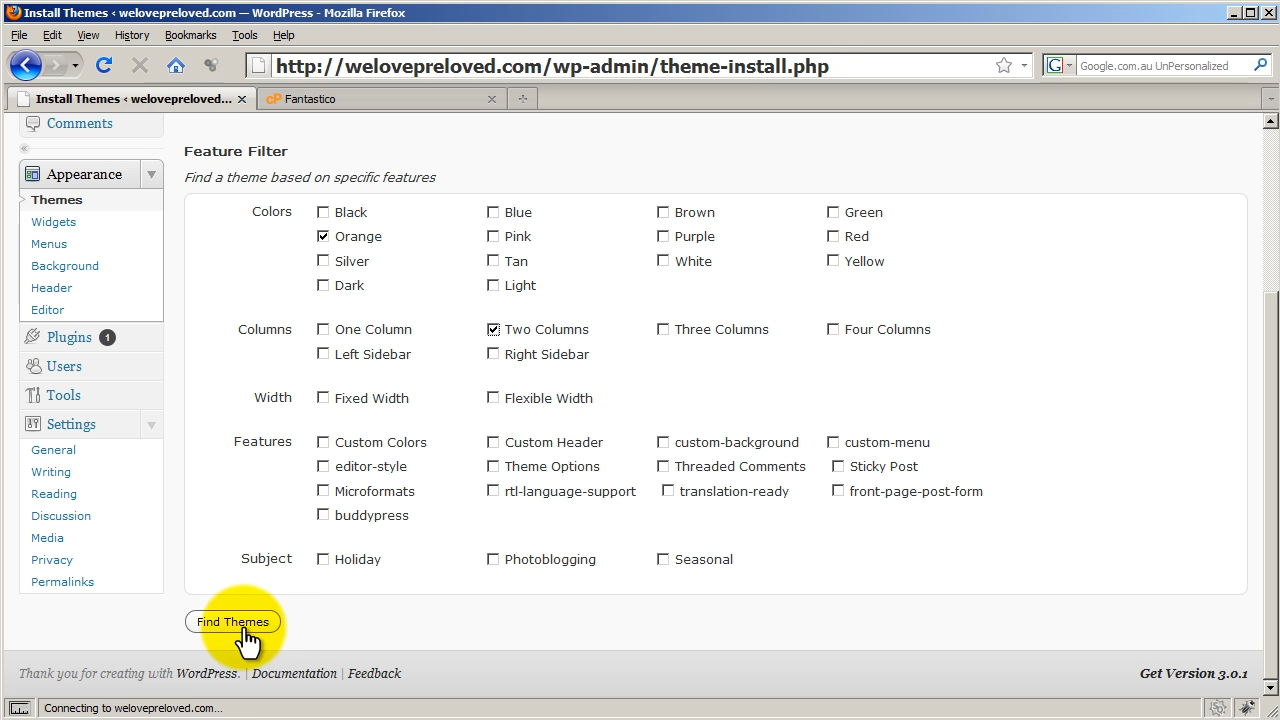 Install Themes ‹ welovepreloved.com — WordPress - Mozilla Firefox
File Edit View History Bookmarks Tools Help
http://welovepreloved.com/wp-admin/theme-install.php
Google.com.au UnPersonalized
Install Themes ‹ welovepreloved...
Fantastico
Comments
Appearance
Themes
Widgets
Menus
Background
Header
Editor
Plugins 1
Users
Tools
Settings
General
Writing
Reading
Discussion
Media
Privacy
Permalinks
Feature Filter
Find a theme based on specific features
Colors Black Blue Brown Green
Orange Pink Purple Red
Silver Tan White Yellow
Dark Light
Columns One Column Two Columns Three Columns Four Columns
Left Sidebar Right Sidebar
Width Fixed Width Flexible Width
Features Custom Colors Custom Header custom-background custom-menu
editor-style Theme Options Threaded Comments Sticky Post
Microformats rtl-language-support translation-ready front-page-post-form
buddypress
Subject Holiday Photoblogging Seasonal
Find Themes
Thank you for creating with WordPress. | Documentation | Feedback
Get Version 3.0.1
Connecting to welovepreloved.com...